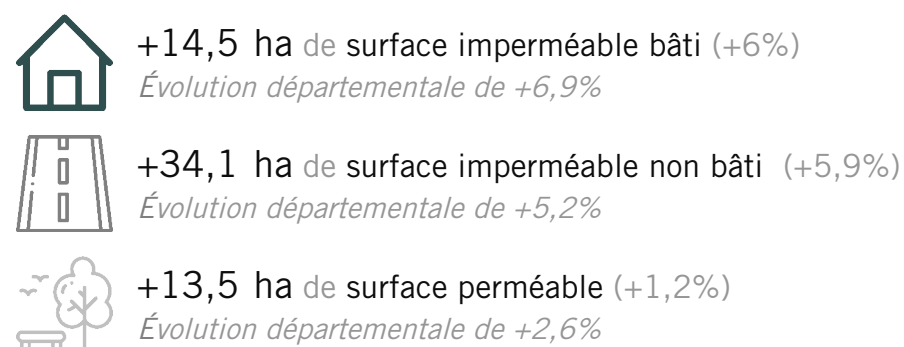 +14,5 ha de surface imperméable bâti (+6%)
Évolution départementale de +6,9%
+34,1 ha de surface imperméable non bâti (+5,9%)
Évolution départementale de +5,2%
+13,5 ha de surface perméable (+1,2%)
Évolution départementale de +2,6%